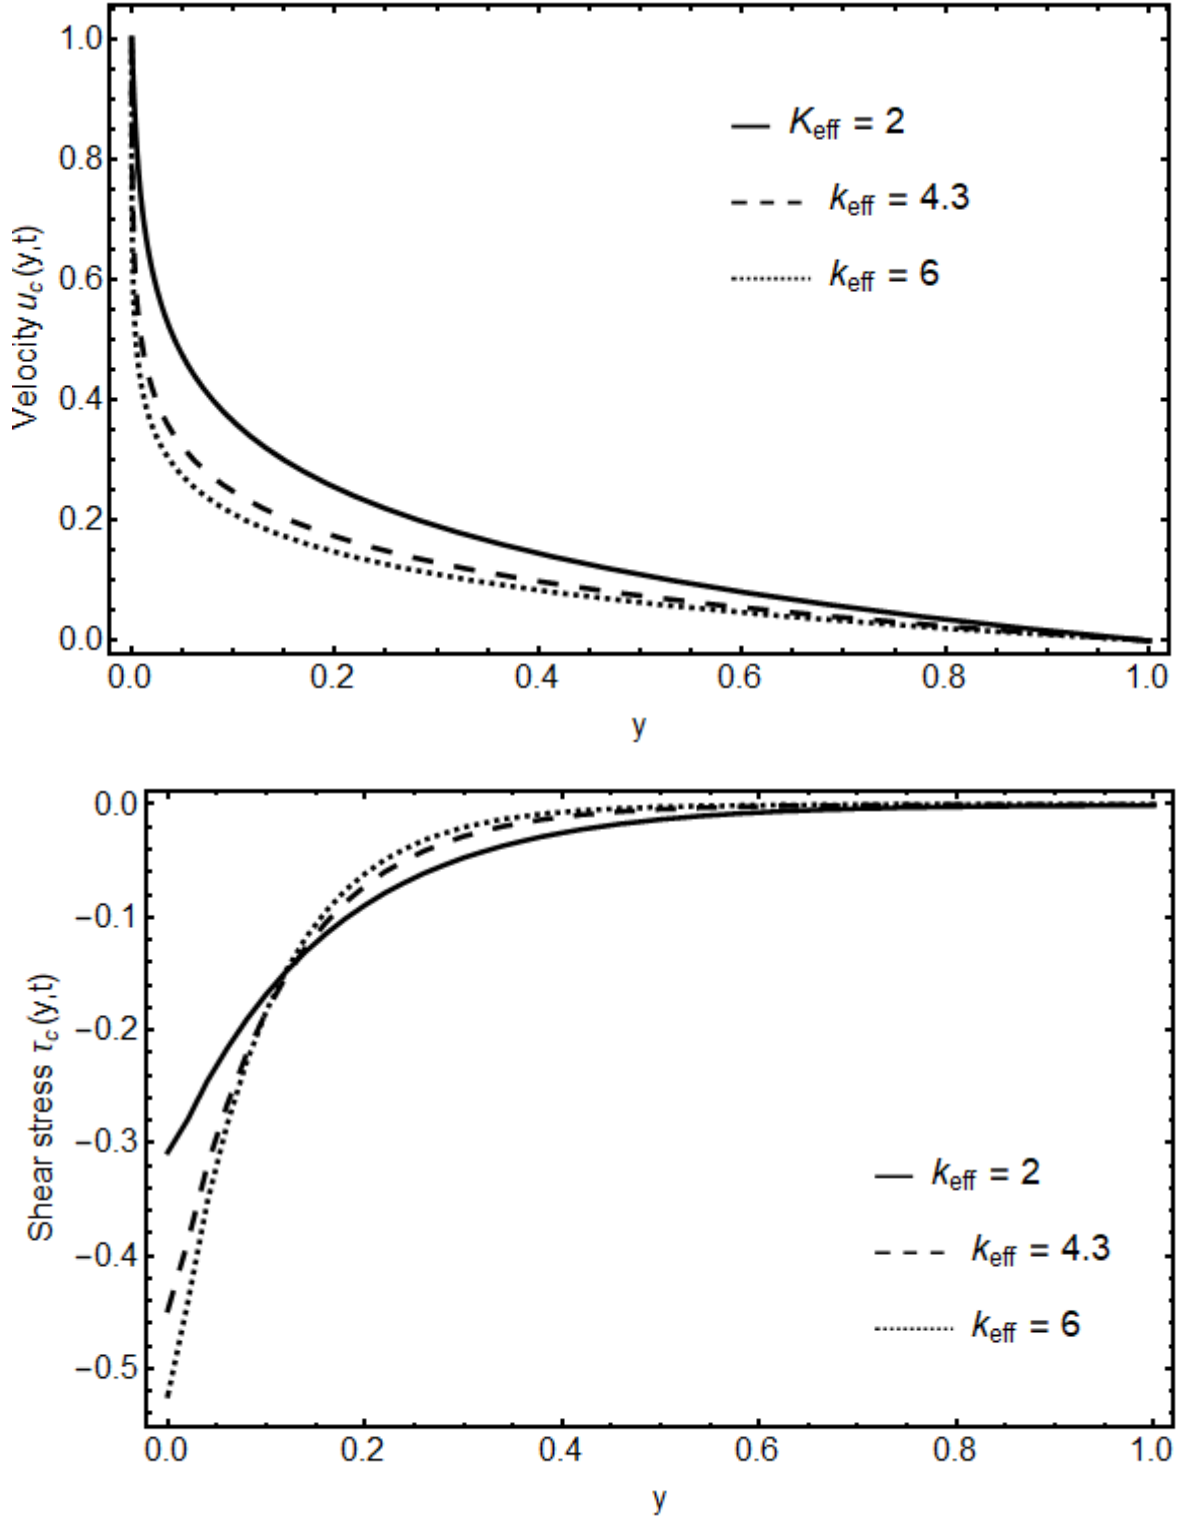 1.0
0.8
0.6
0.4
0.2
0.0
Velocity u_c(y,t)
K_eff = 2
k_eff = 4.3
k_eff = 6
0.0 0.2 0.4 0.6 0.8 1.0
y
0.0
−0.1
−0.2
−0.3
−0.4
−0.5
Shear stress τ_c(y,t)
k_eff = 2
k_eff = 4.3
k_eff = 6
0.0 0.2 0.4 0.6 0.8 1.0
y